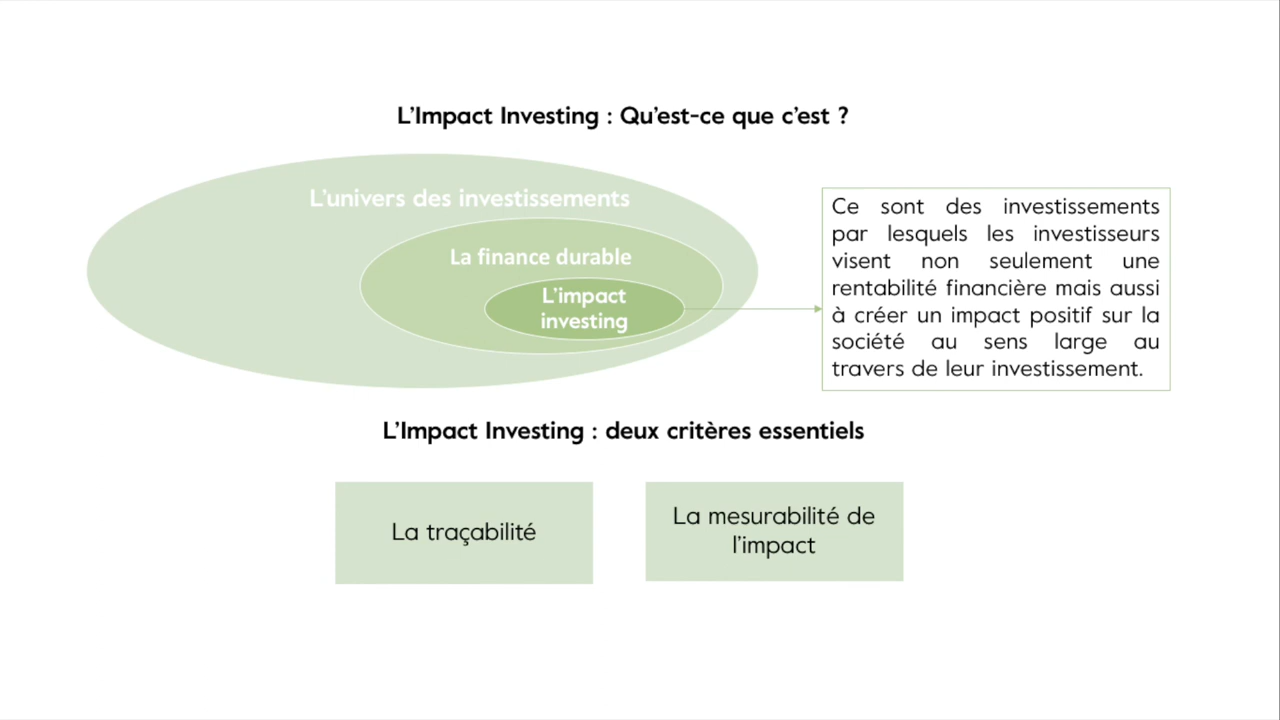 L'Impact Investing : Qu'est-ce que c'est ?
L'univers des investissements
La finance durable
L'impact
investing
Ce sont des investissements
par lesquels les investisseurs
visent non seulement une
rentabilité financière mais aussi
à créer un impact positif sur la
société au sens large au
travers de leur investissement.
L'Impact Investing : deux critères essentiels
La traçabilité
La mesurabilité de
l'impact